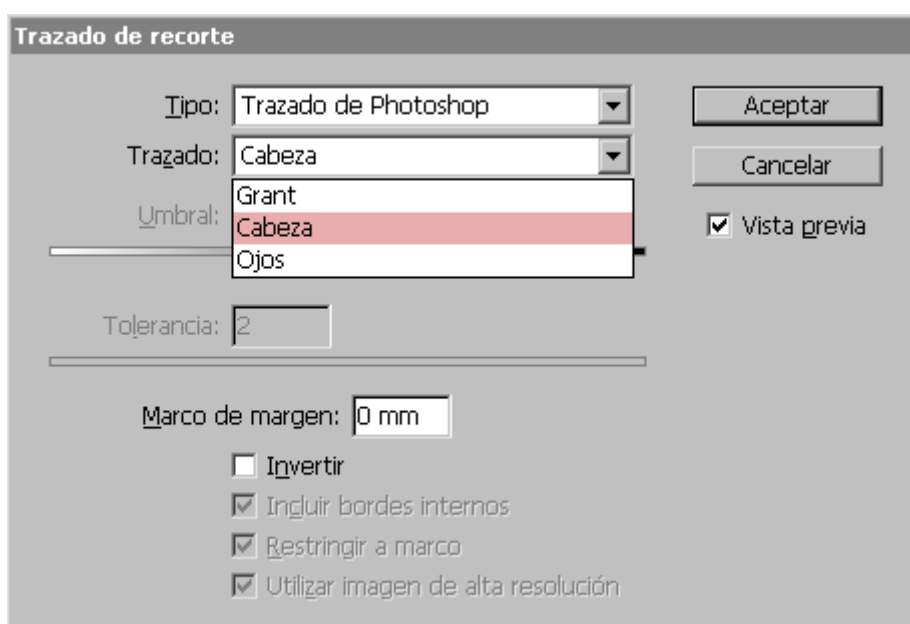 Trazado de recorte
Tipo: Trazado de Photoshop
Aceptar
Trazado: Cabeza
Cancelar
Grant
Umbral:
Cabeza
Vista previa
Ojos
Tolerancia: 2
Marco de margen: 0 mm
Invertir
Incluir bordes internos
Restringir a marco
Utilizar imagen de alta resolución